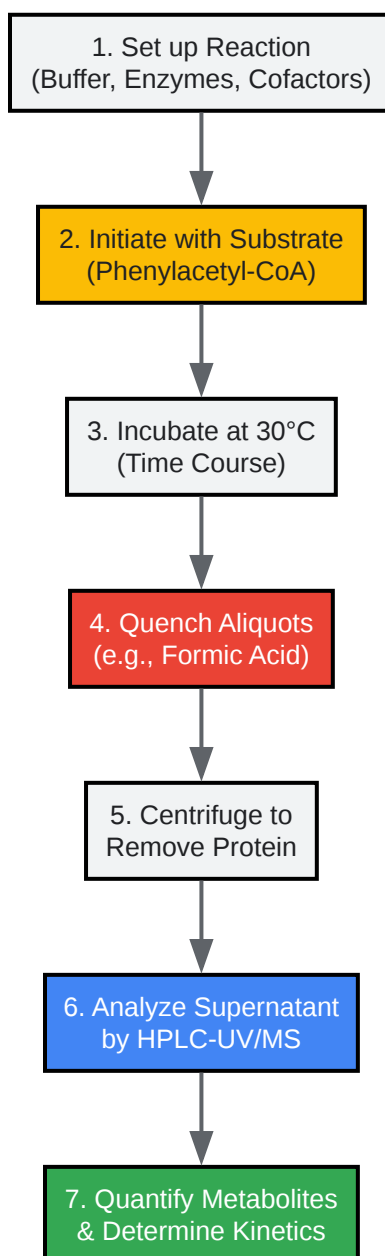 1. Set up Reaction
(Buffer, Enzymes, Cofactors)
2. Initiate with Substrate
(Phenylacetyl-CoA)
3. Incubate at 30°C
(Time Course)
4. Quench Aliquots
(e.g., Formic Acid)
5. Centrifuge to
Remove Protein
6. Analyze Supernatant
by HPLC-UV/MS
7. Quantify Metabolites
& Determine Kinetics